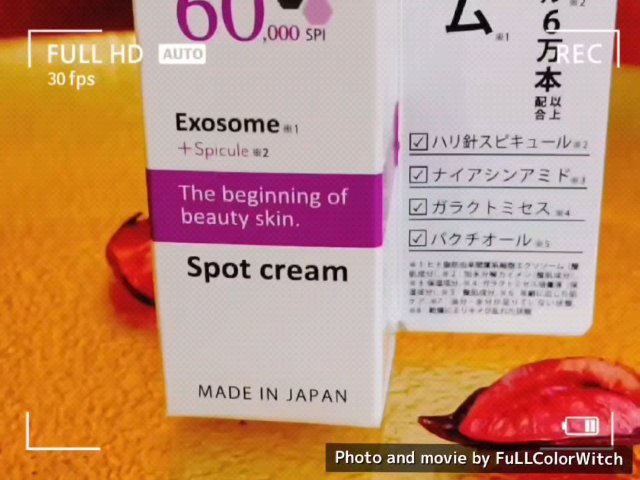 60,000 SPI
FULL HD AUTO
30 fps
REC
Exosome ※1
+Spicule ※2
The beginning of
beauty skin.
Spot cream
MADE IN JAPAN
ム ※1
ル6万本 ※2
以上
配合
ハリ針スピキュール ※2
ナイアシンアミド ※3
ガラクトミセス ※4
バクチオール ※5
Photo and movie by FuLLColorWitch